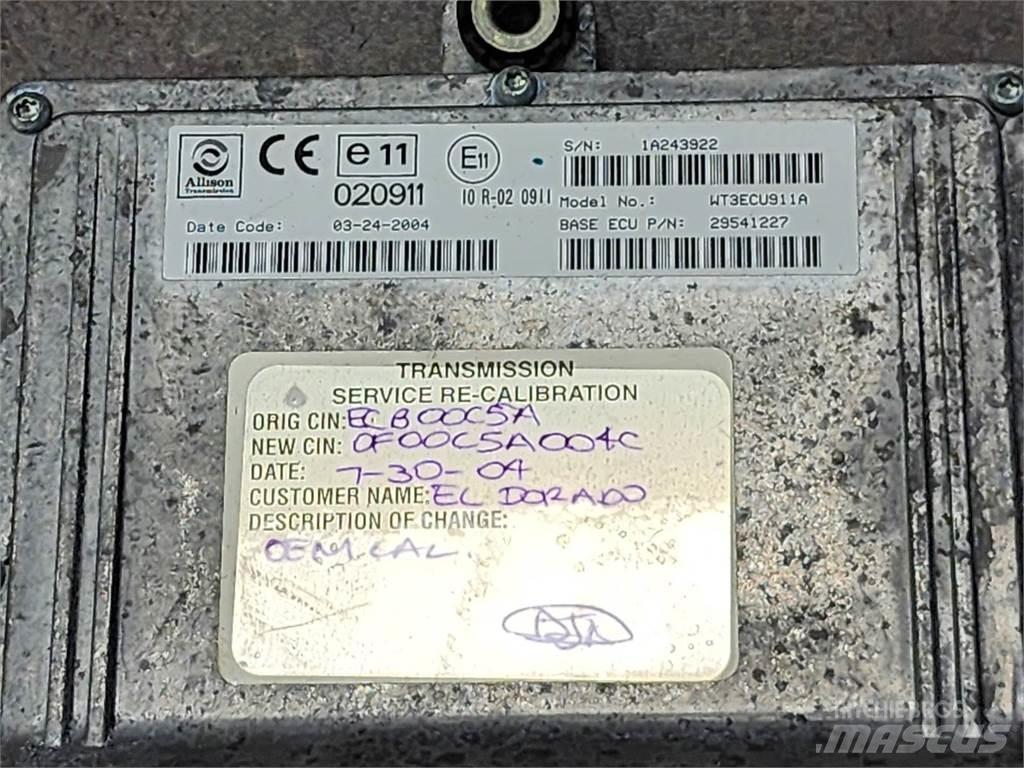 Allison
Transmission
CE
e11
020911
E11
10 R-02 0911
S/N: 1A243922
Model No.: WT3ECU911A
Date Code: 03-24-2004
BASE ECU P/N: 29541227
TRANSMISSION
SERVICE RE-CALIBRATION
ORIG CIN: ECB00C5A
NEW CIN: 0F00C5A004C
DATE: 7-30-04
CUSTOMER NAME: EL DORADO
DESCRIPTION OF CHANGE:
OEM CAL.
MASCUS